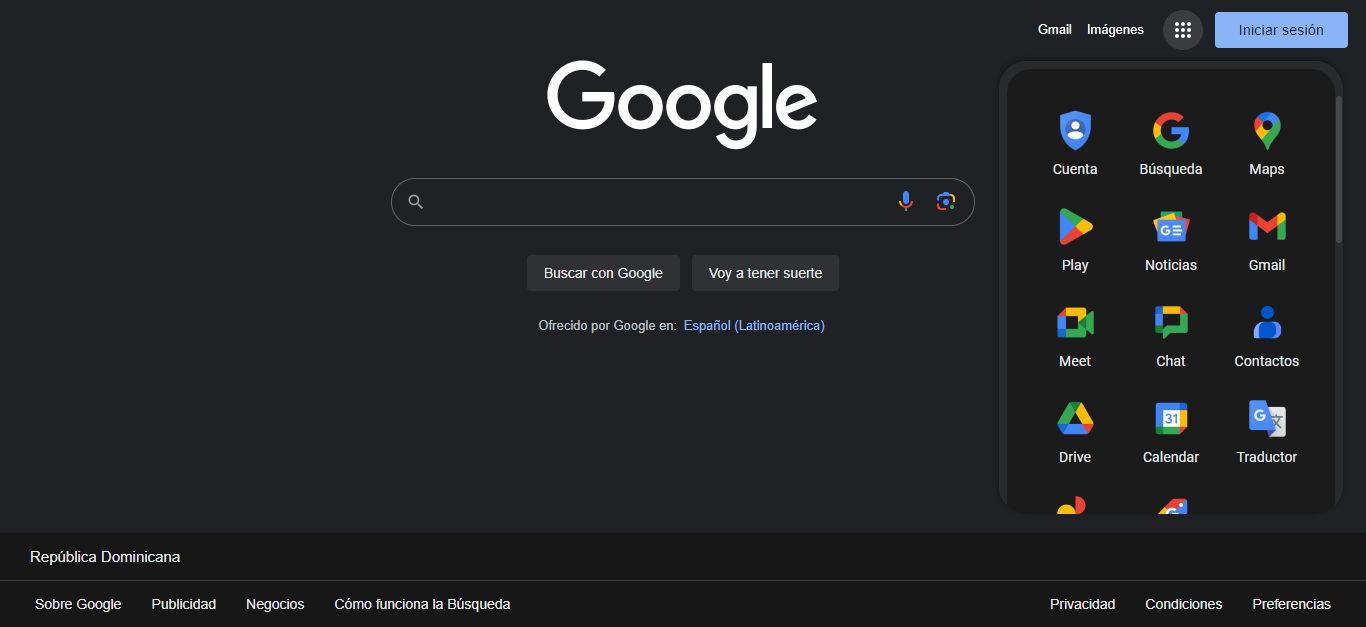 Gmail Imágenes Iniciar sesión
Google
Cuenta Búsqueda Maps
Play Noticias Gmail
Meet Chat Contactos
31
Drive Calendar Traductor
Buscar con Google Voy a tener suerte
Ofrecido por Google en: Español (Latinoamérica)
República Dominicana
Sobre Google Publicidad Negocios Cómo funciona la Búsqueda Privacidad Condiciones Preferencias